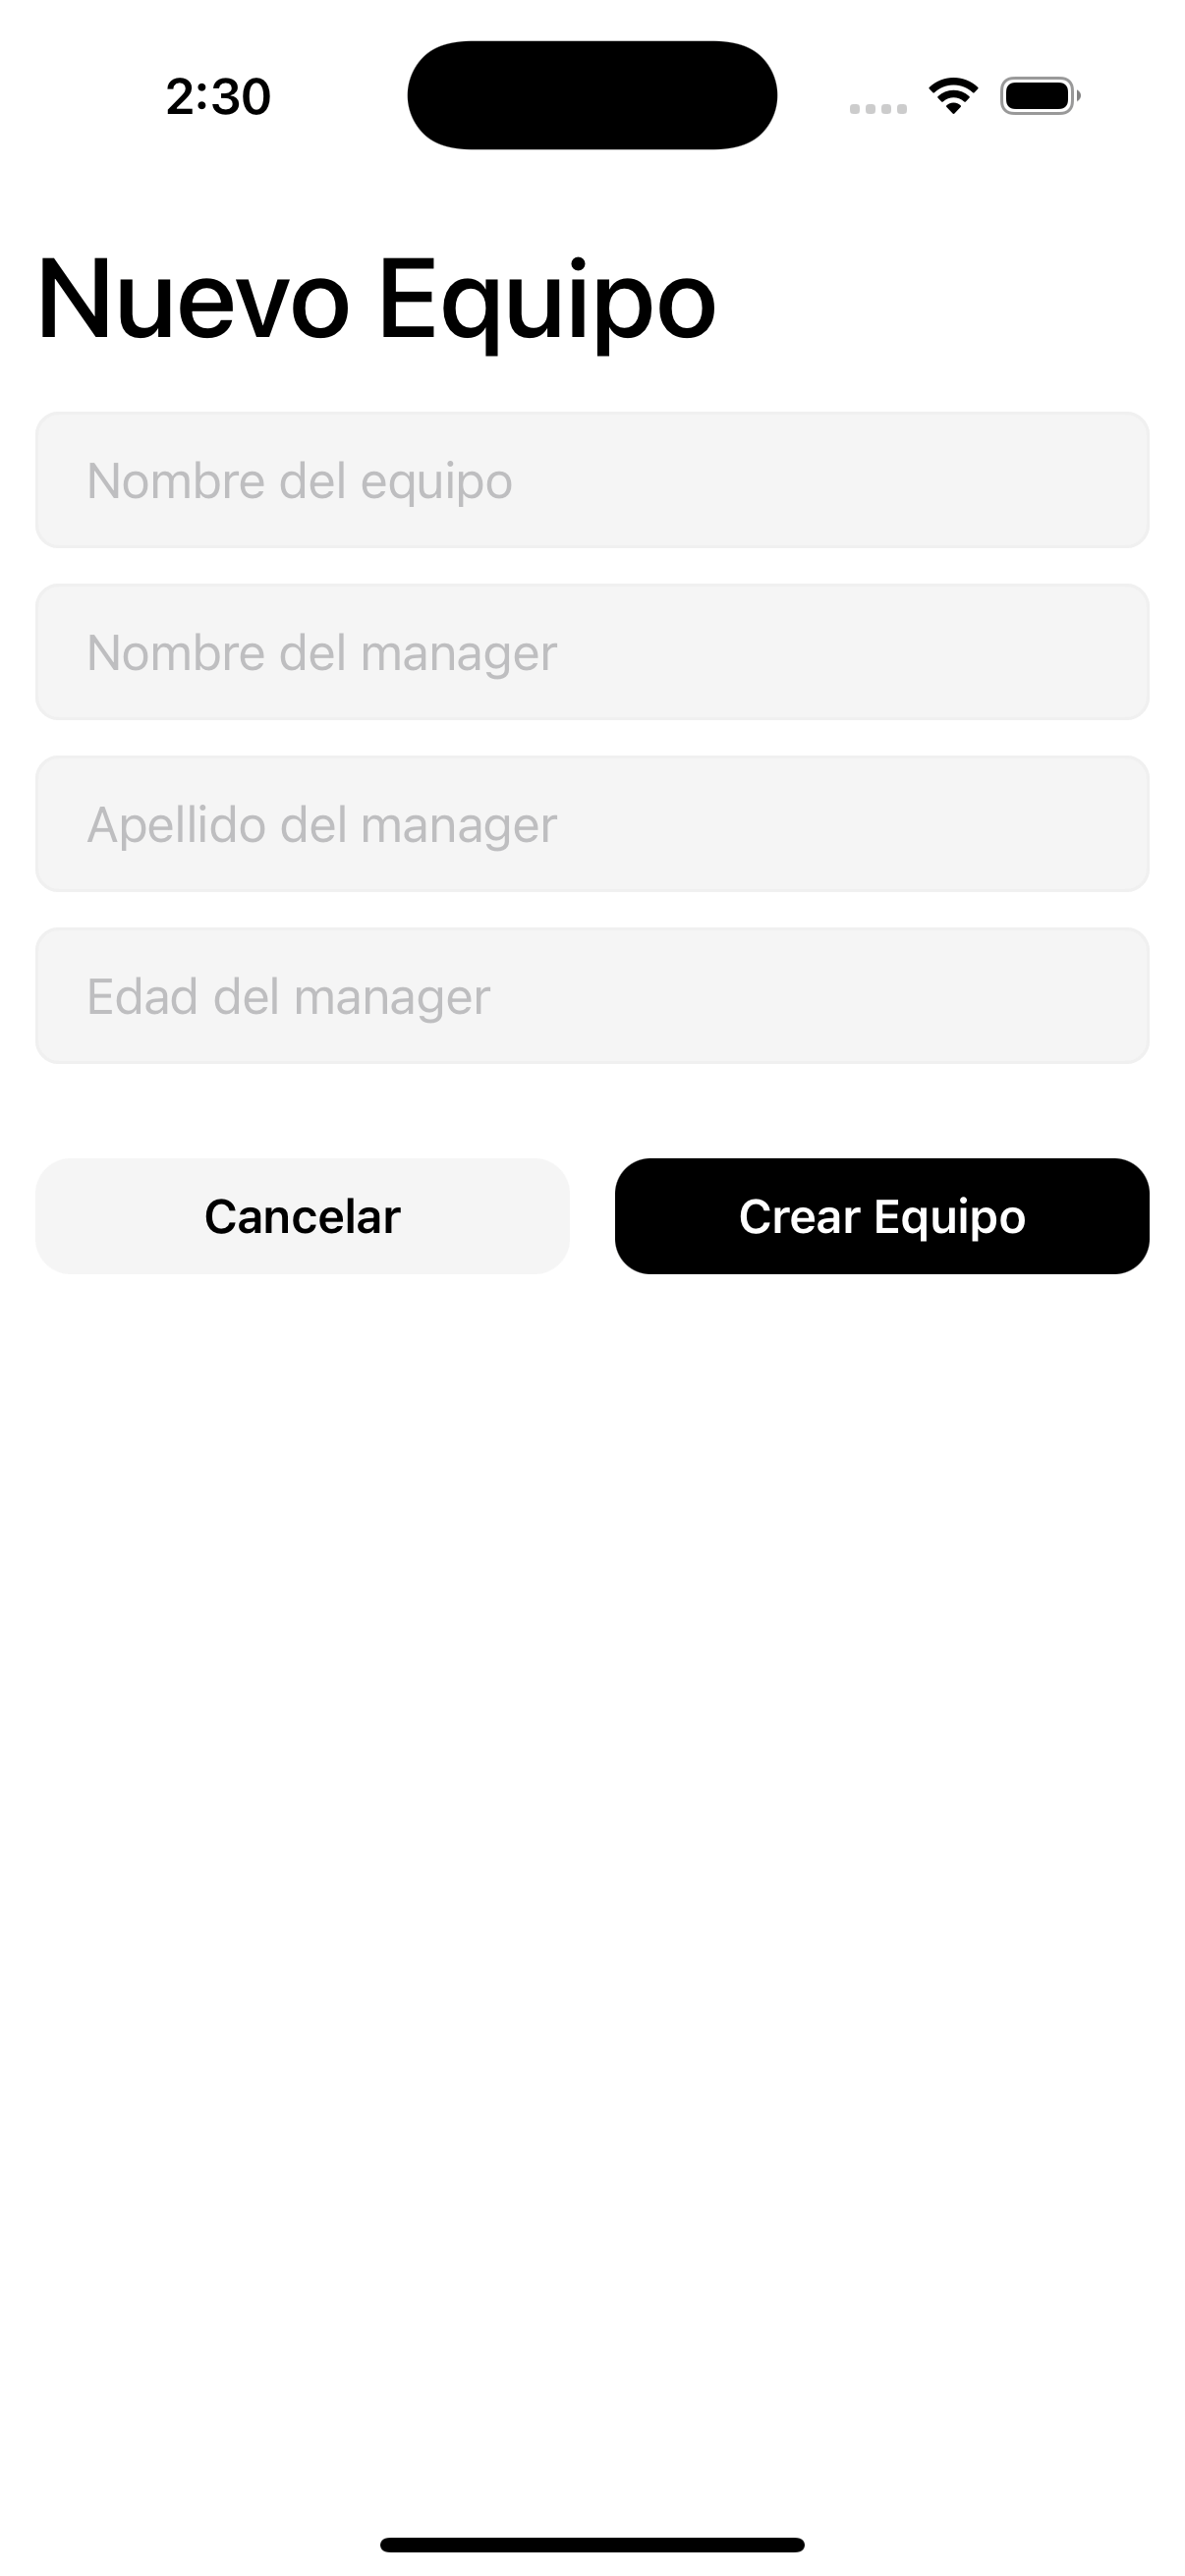 2:30
Nuevo Equipo
Nombre del equipo
Nombre del manager
Apellido del manager
Edad del manager
Cancelar
Crear Equipo